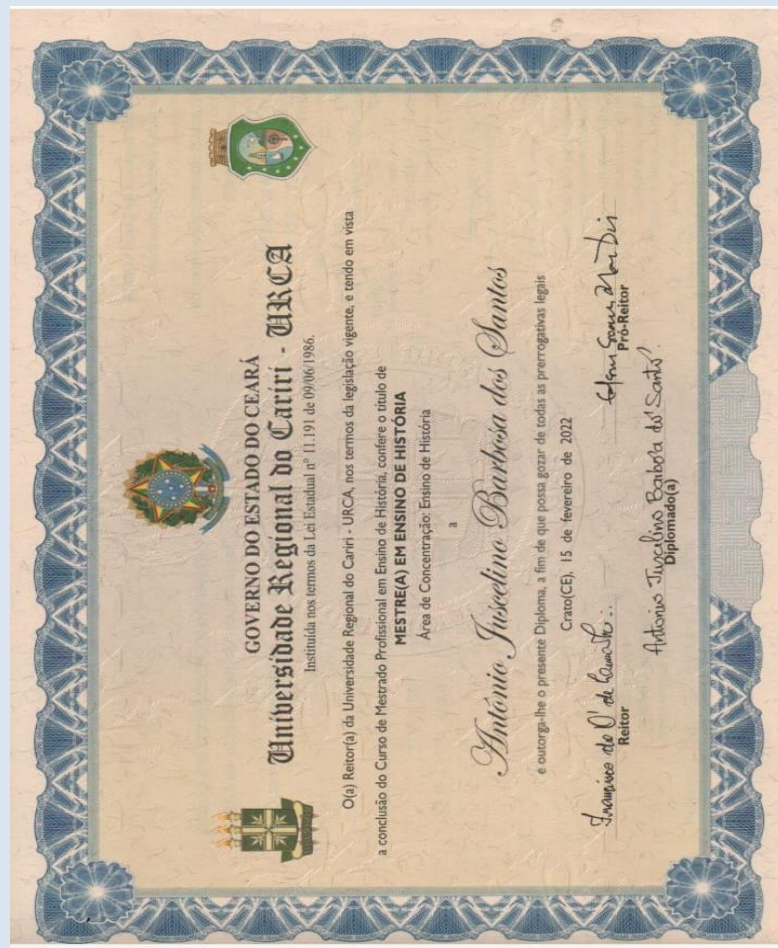 GOVERNO DO ESTADO DO CEARÁ
Universidade Regional do Cariri - URCA
Instituída nos termos da Lei Estadual nº 11.191 de 09/06/1986.
O(a) Reitor(a) da Universidade Regional do Cariri - URCA, nos termos da legislação vigente, e tendo em vista
a conclusão do Curso de Mestrado Profissional em Ensino de História, confere o título de
MESTRE(A) EM ENSINO DE HISTÓRIA
Área de Concentração: Ensino de História
a
Antônio Juscelino Barbosa dos Santos
e outorga-lhe o presente Diploma, a fim de que possa gozar de todas as prerrogativas legais
Crato(CE), 15 de fevereiro de 2022
Reitor
Pró-Reitor
Antonio Juscelino Barbosa dos Santos
Diplomado(a)